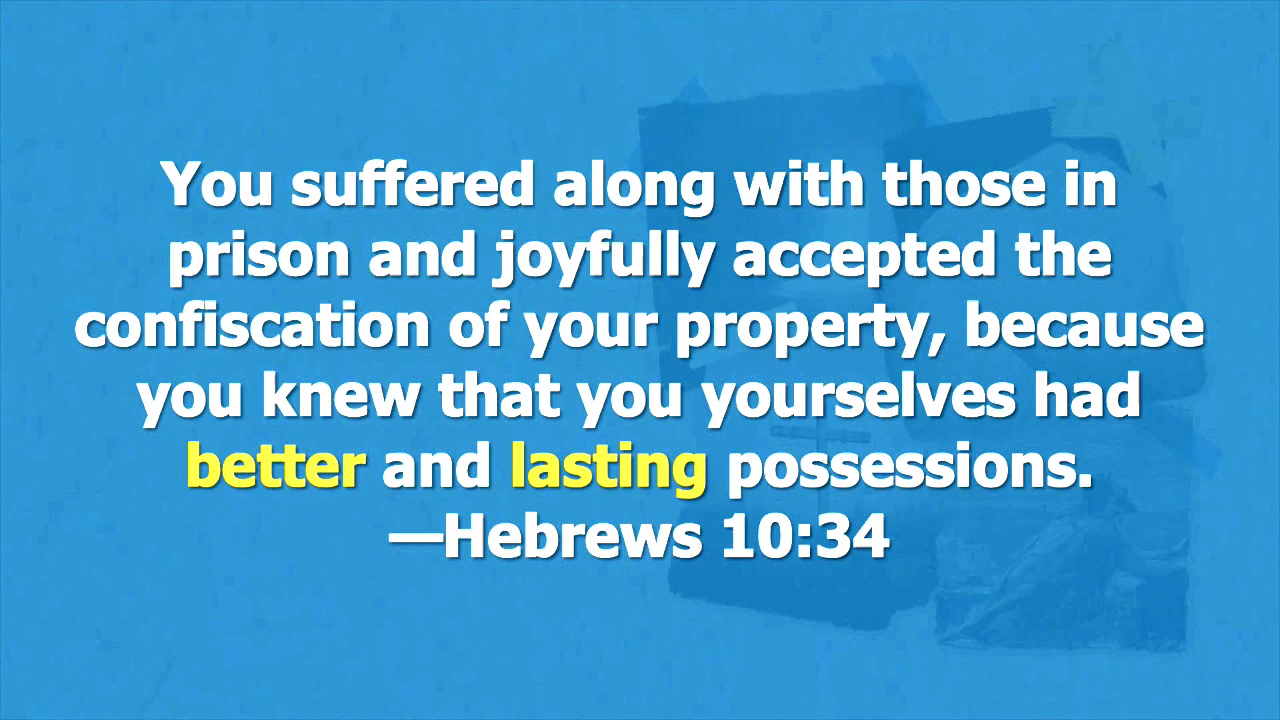 You suffered along with those in
prison and joyfully accepted the
confiscation of your property, because
you knew that you yourselves had
better and lasting possessions.
—Hebrews 10:34